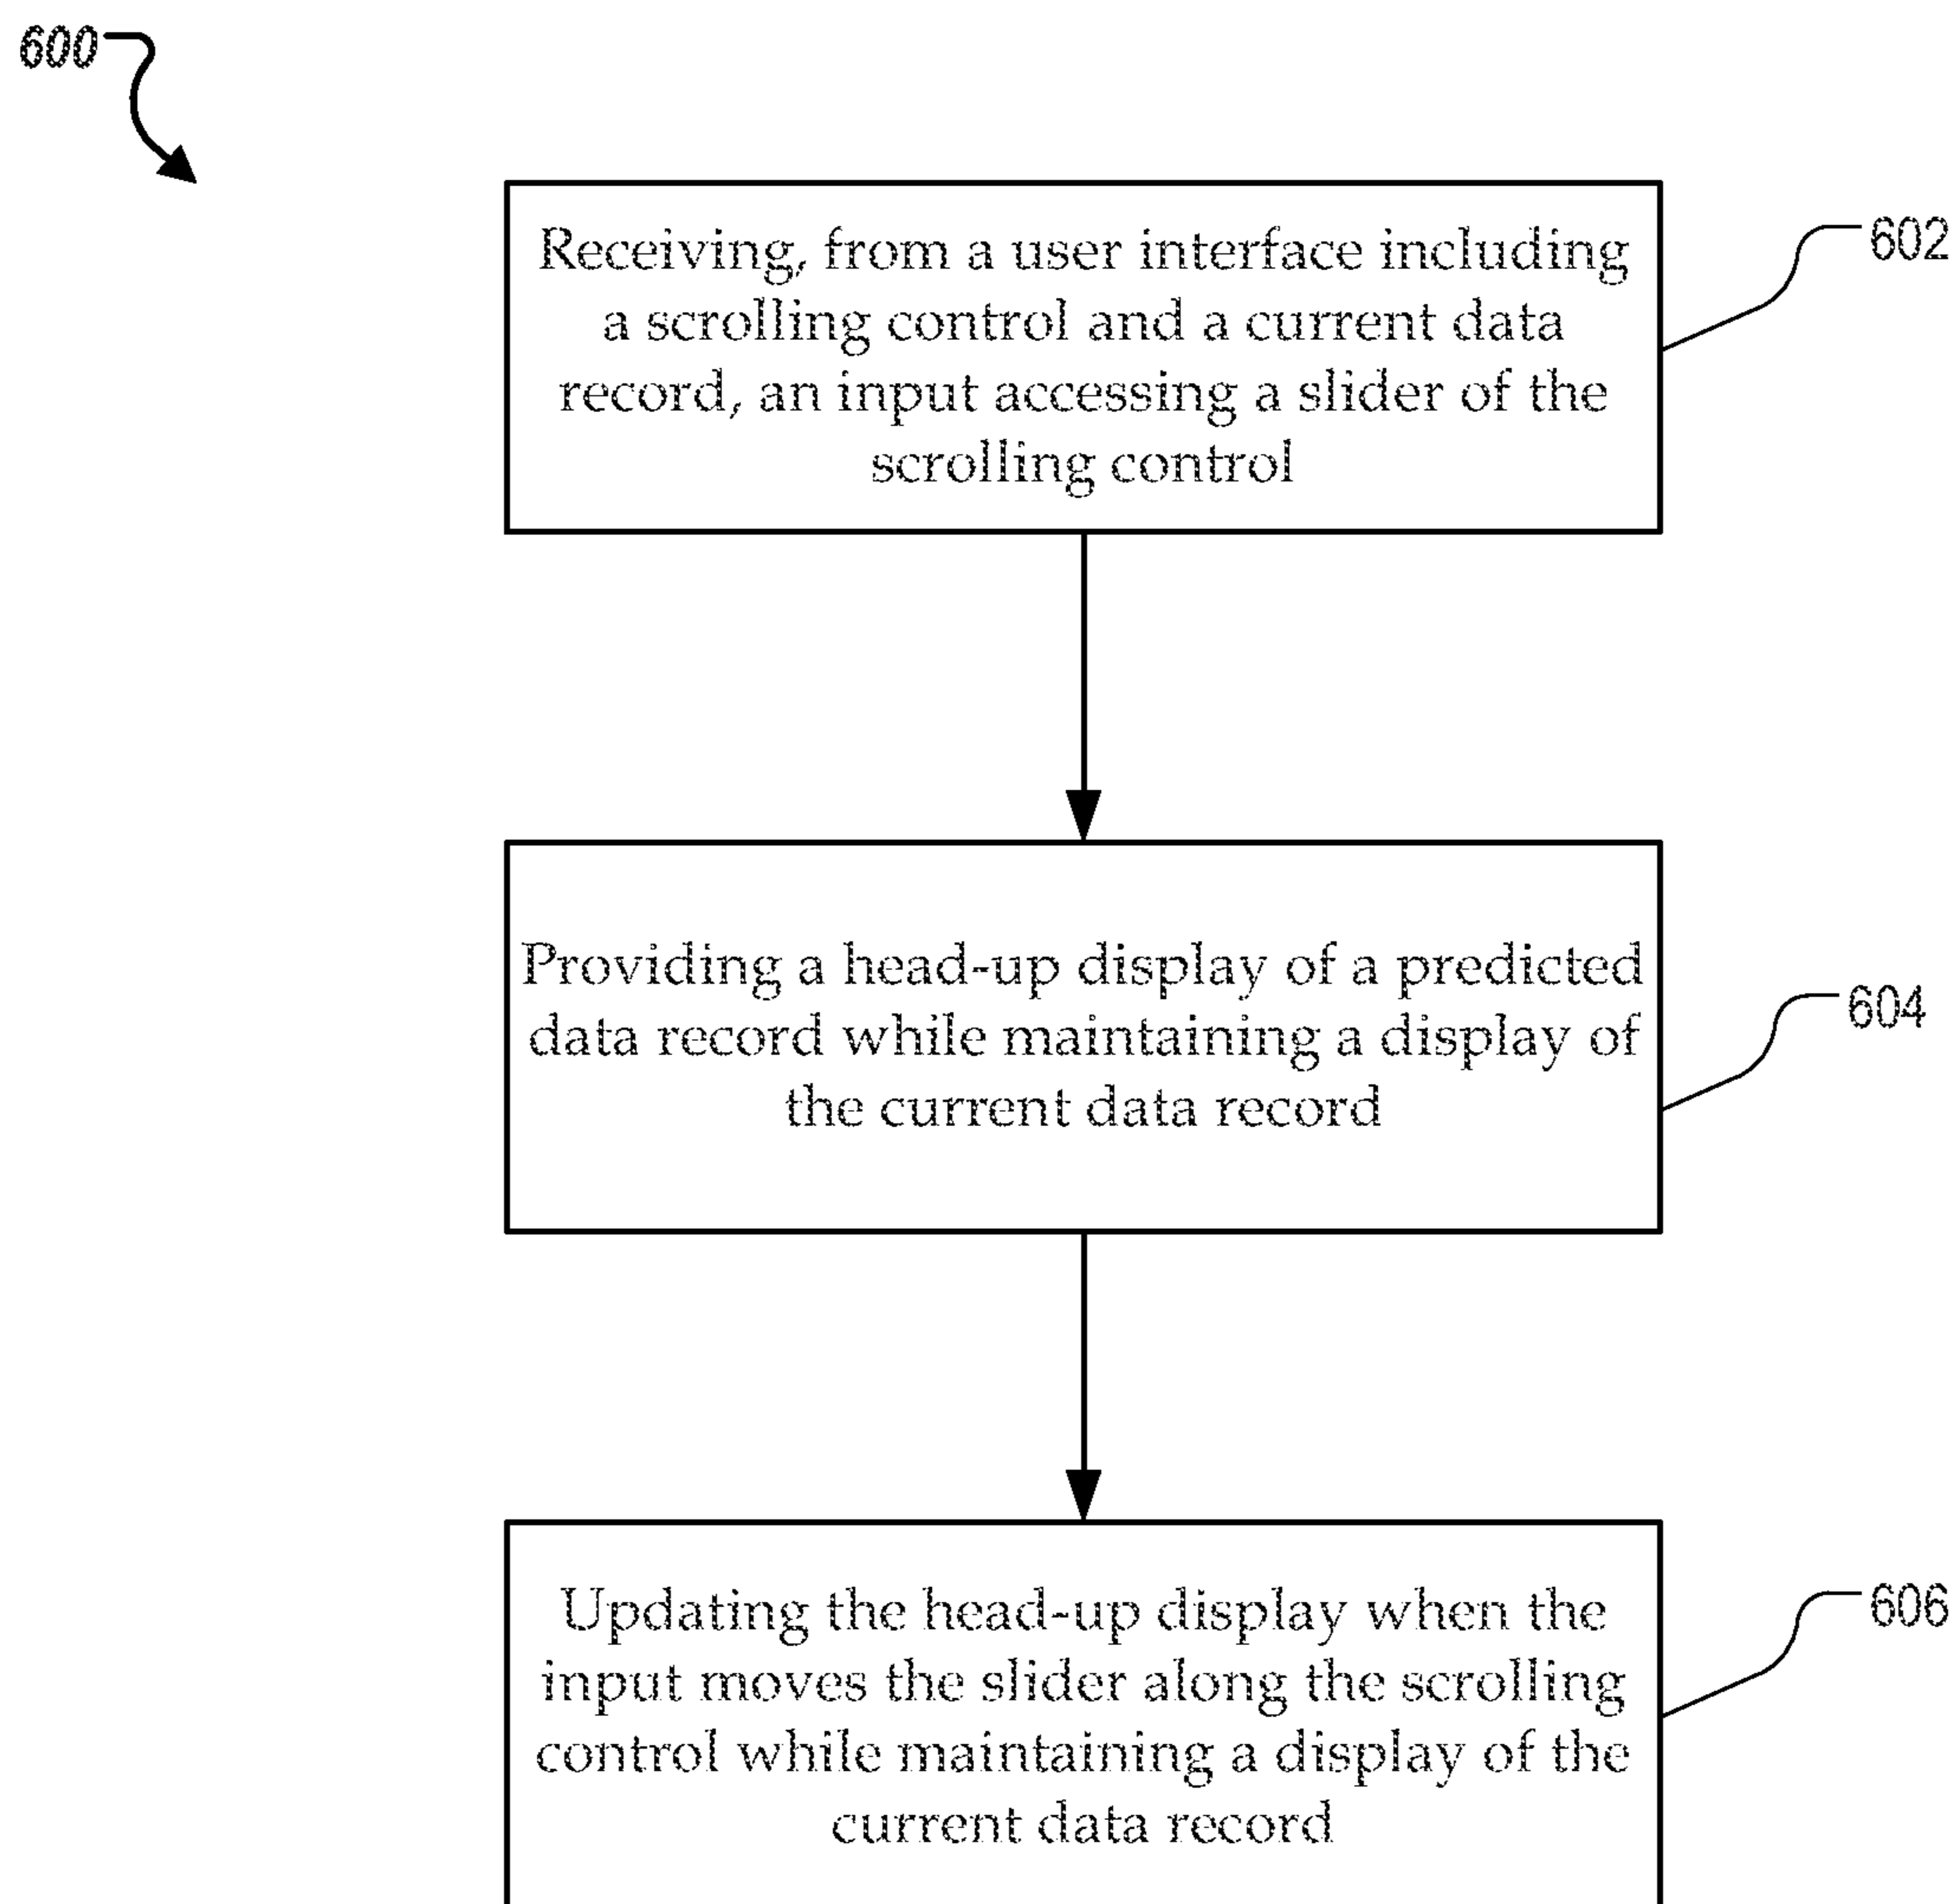 600
Receiving, from a user interface including
a scrolling control and a current data
record, an input accessing a slider of the
scrolling control
602
Providing a head-up display of a predicted
data record while maintaining a display of
the current data record
604
Updating the head-up display when the
input moves the slider along the scrolling
control while maintaining a display of the
current data record
606